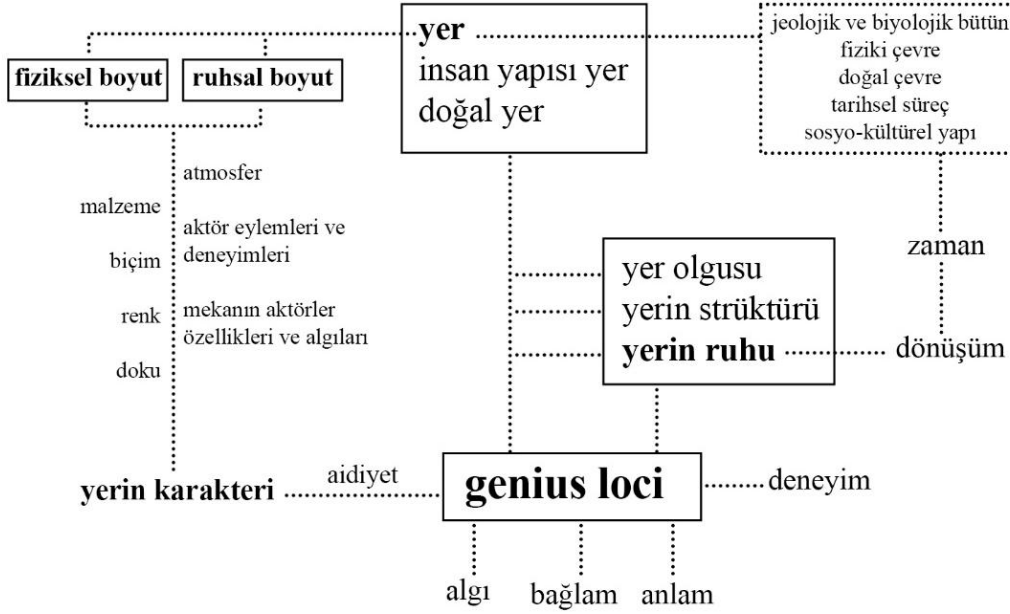 yer
insan yapısı yer
doğal yer
jeolojik ve biyolojik bütün
fiziki çevre
doğal çevre
tarihsel süreç
sosyo-kültürel yapı
fiziksel boyut
ruhsal boyut
atmosfer
malzeme
aktör eylemleri ve
deneyimleri
biçim
renk
mekanın aktörler
özellikleri ve algıları
doku
zaman
yer olgusu
yerin strüktürü
yerin ruhu
dönüşüm
yerin karakteri
aidiyet
genius loci
deneyim
algı
bağlam
anlam